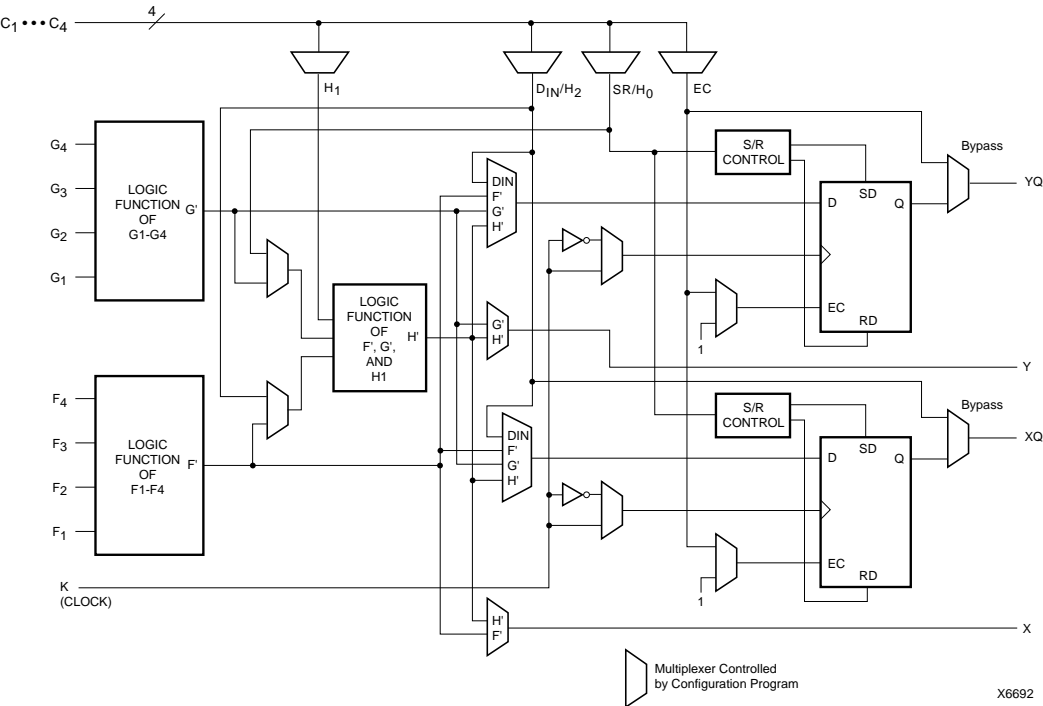 C1 ••• C4
4
H1
DIN/H2
SR/H0
EC
G4
G3
G2
G1
LOGIC
FUNCTION
OF
G1-G4
G'
S/R
CONTROL
Bypass
DIN
F'
G'
H'
D
SD
Q
YQ
EC
RD
1
LOGIC
FUNCTION
OF
F', G',
AND
H1
H'
G'
H'
Y
F4
F3
F2
F1
LOGIC
FUNCTION
OF
F1-F4
F'
S/R
CONTROL
Bypass
DIN
F'
G'
H'
D
SD
Q
XQ
EC
RD
1
K
(CLOCK)
H'
F'
X
Multiplexer Controlled
by Configuration Program
X6692